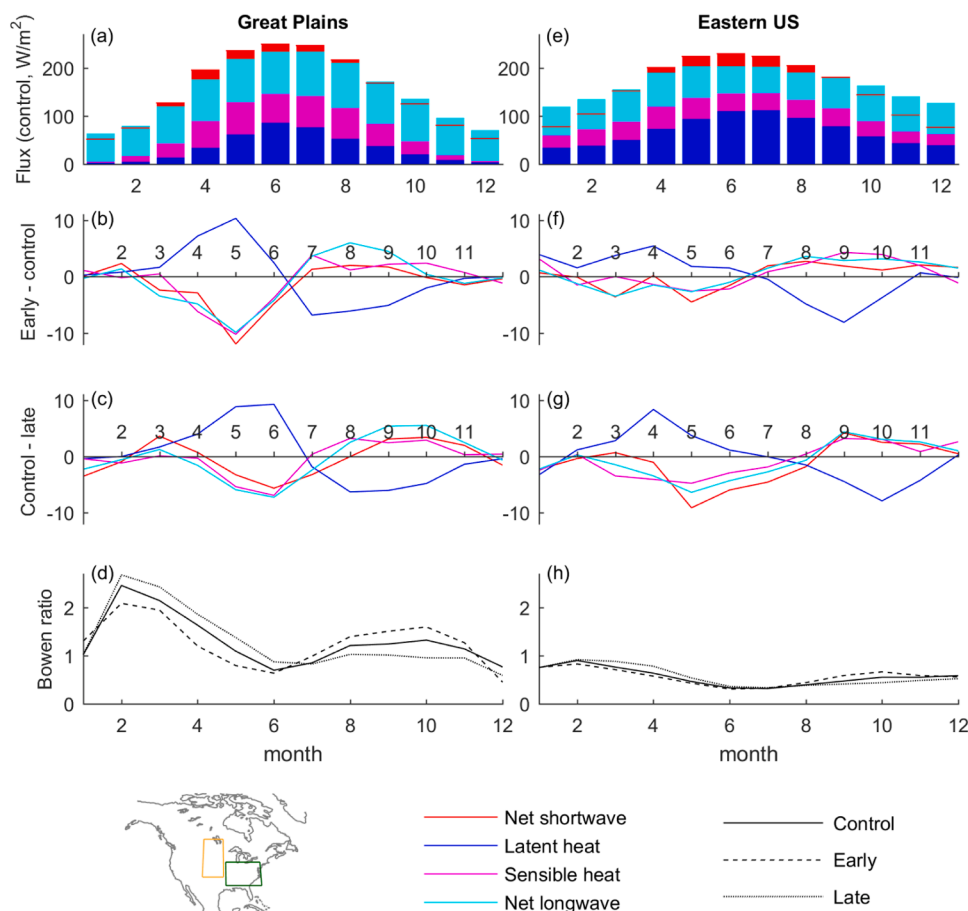 Great Plains
Eastern US
(a)
Flux (control, W/m²)
200
100
0
2 4 6 8 10 12
(e)
200
100
0
2 4 6 8 10 12
(b)
Early - control
10
0
-10
2 3 4 5 6 7 8 9 10 11
(f)
10
0
-10
2 3 4 5 6 7 8 9 10 11
(c)
Control - late
10
0
-10
2 3 4 5 6 7 8 9 10 11
(g)
10
0
-10
2 3 4 5 6 7 8 9 10 11
(d)
Bowen ratio
2
1
0
2 4 6 8 10 12
month
(h)
2
1
0
2 4 6 8 10 12
month
Net shortwave
Latent heat
Sensible heat
Net longwave
Control
Early
Late